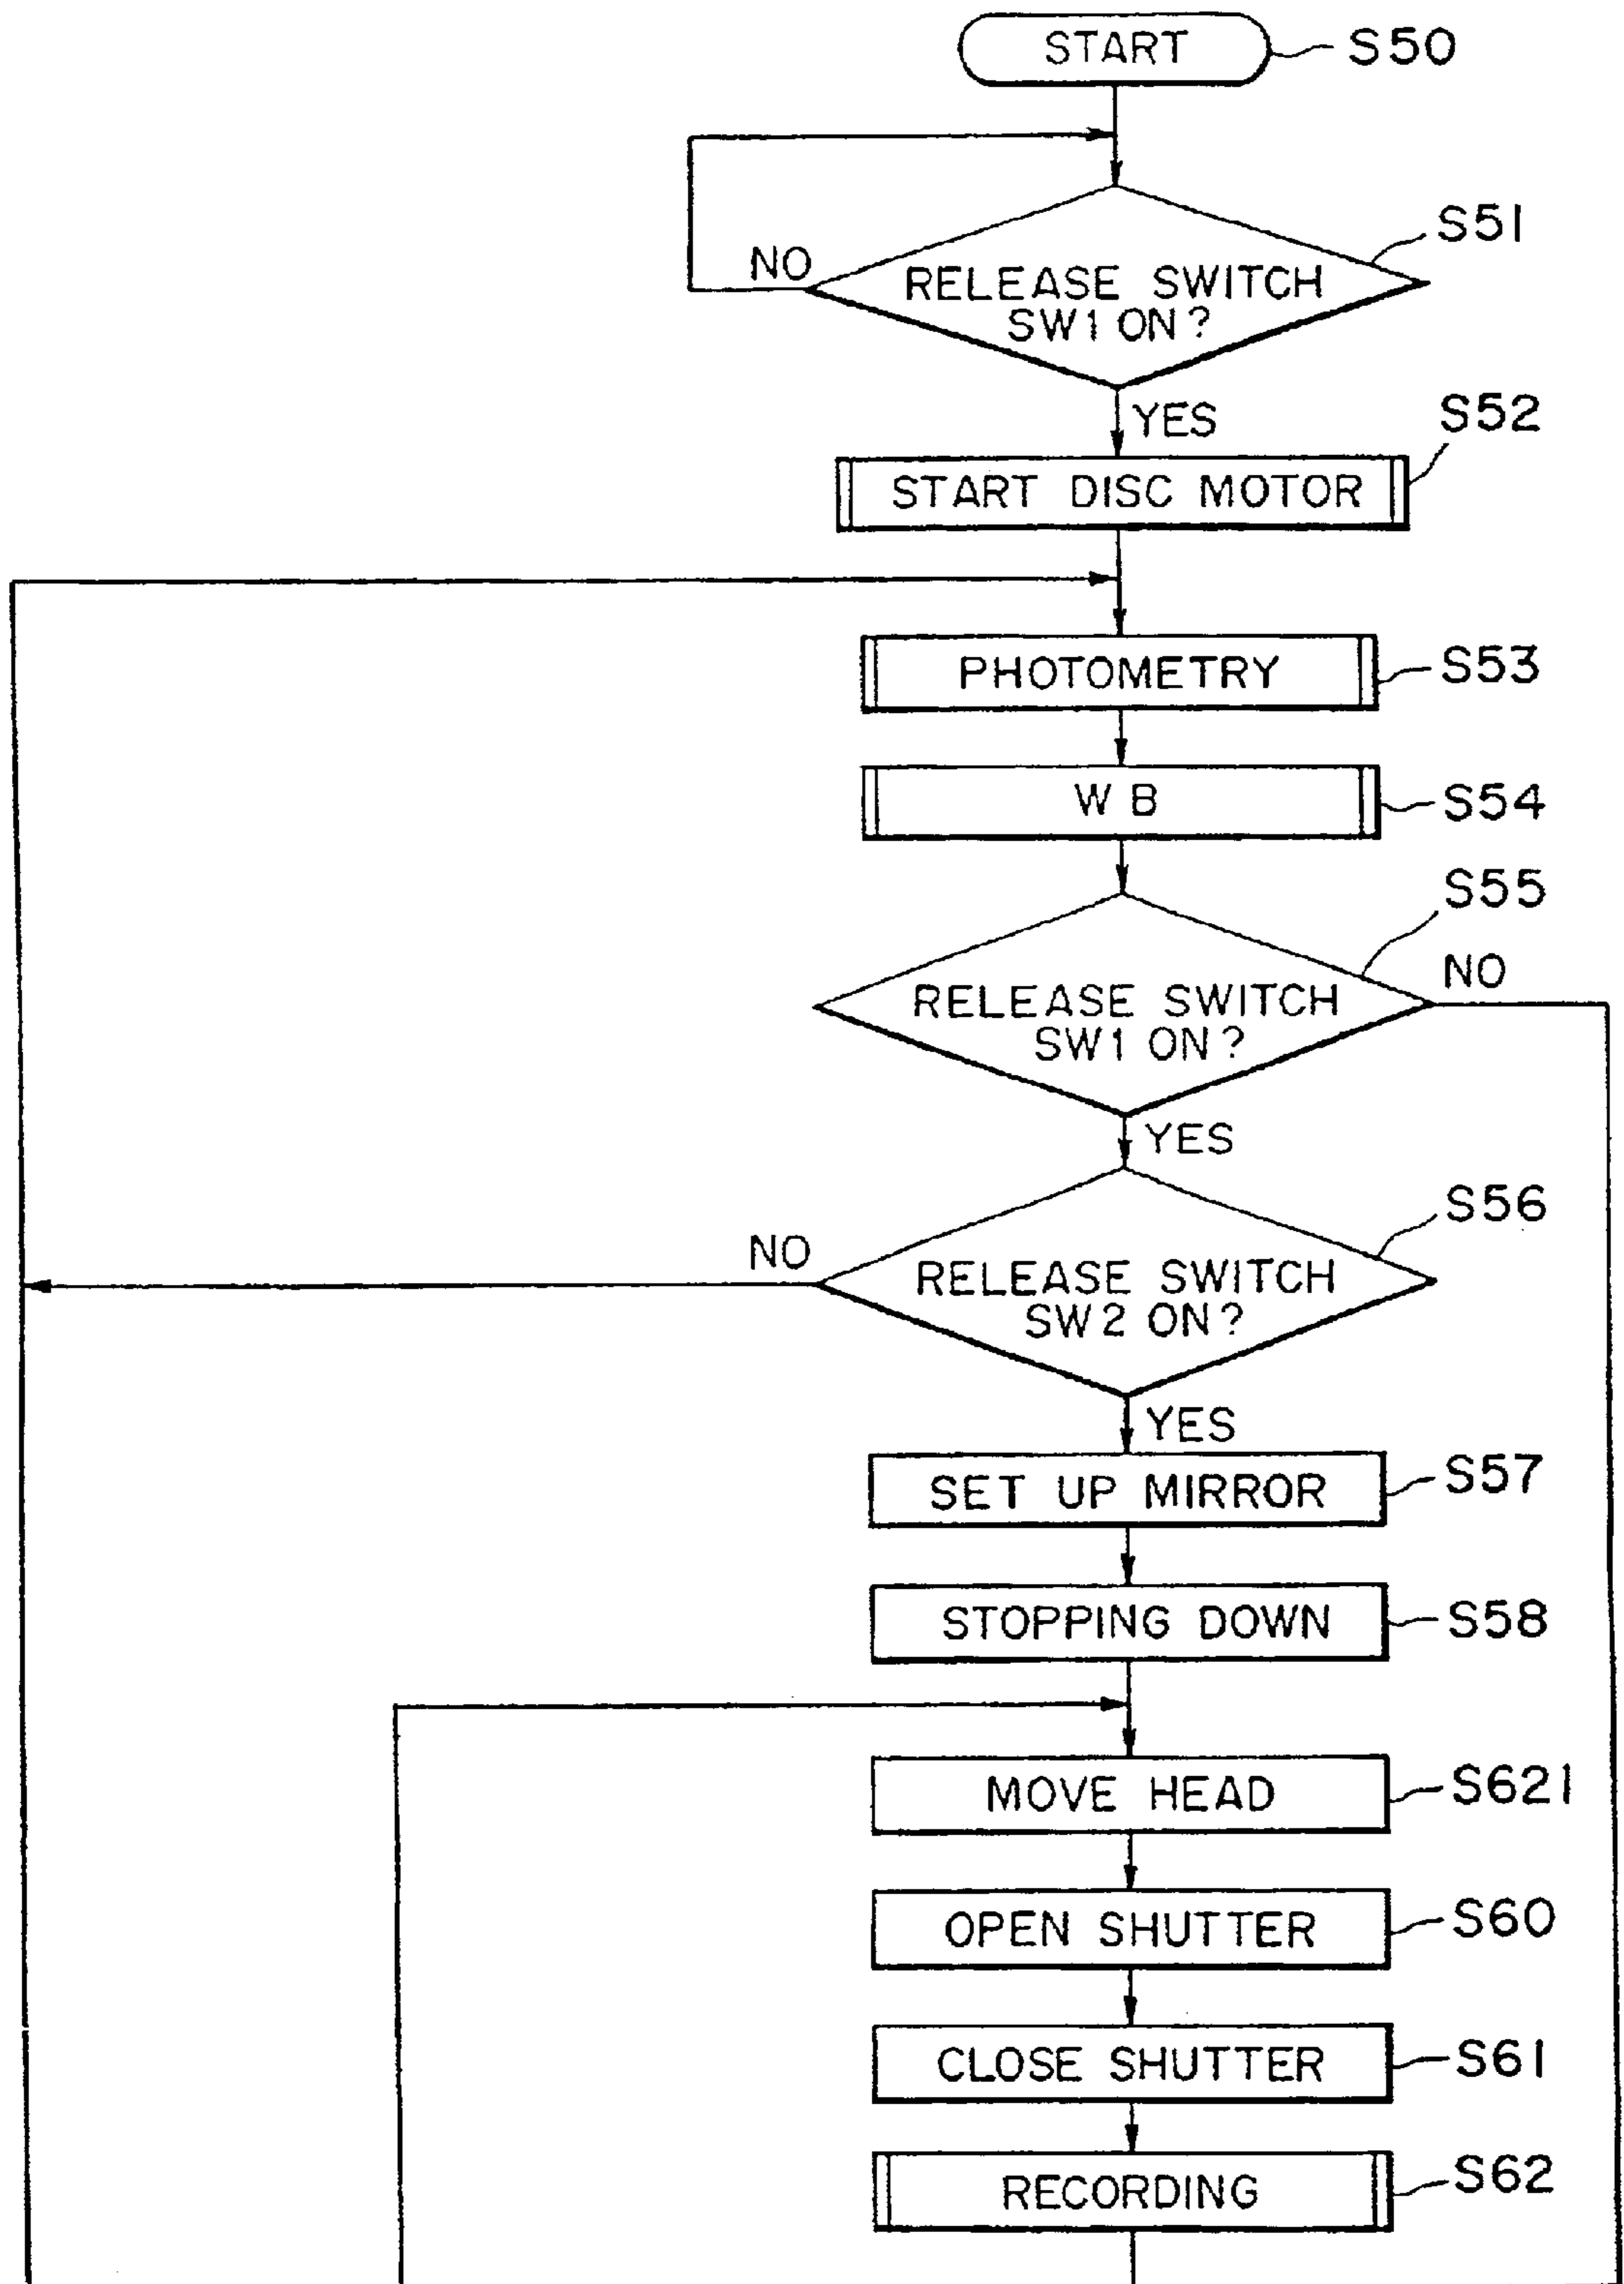 START
S50
S51
NO
RELEASE SWITCH
SW1 ON?
YES
S52
START DISC MOTOR
PHOTOMETRY
S53
WB
S54
S55
NO
RELEASE SWITCH
SW1 ON?
YES
S56
NO
RELEASE SWITCH
SW2 ON?
YES
SET UP MIRROR
S57
STOPPING DOWN
S58
MOVE HEAD
S621
OPEN SHUTTER
S60
CLOSE SHUTTER
S61
RECORDING
S62